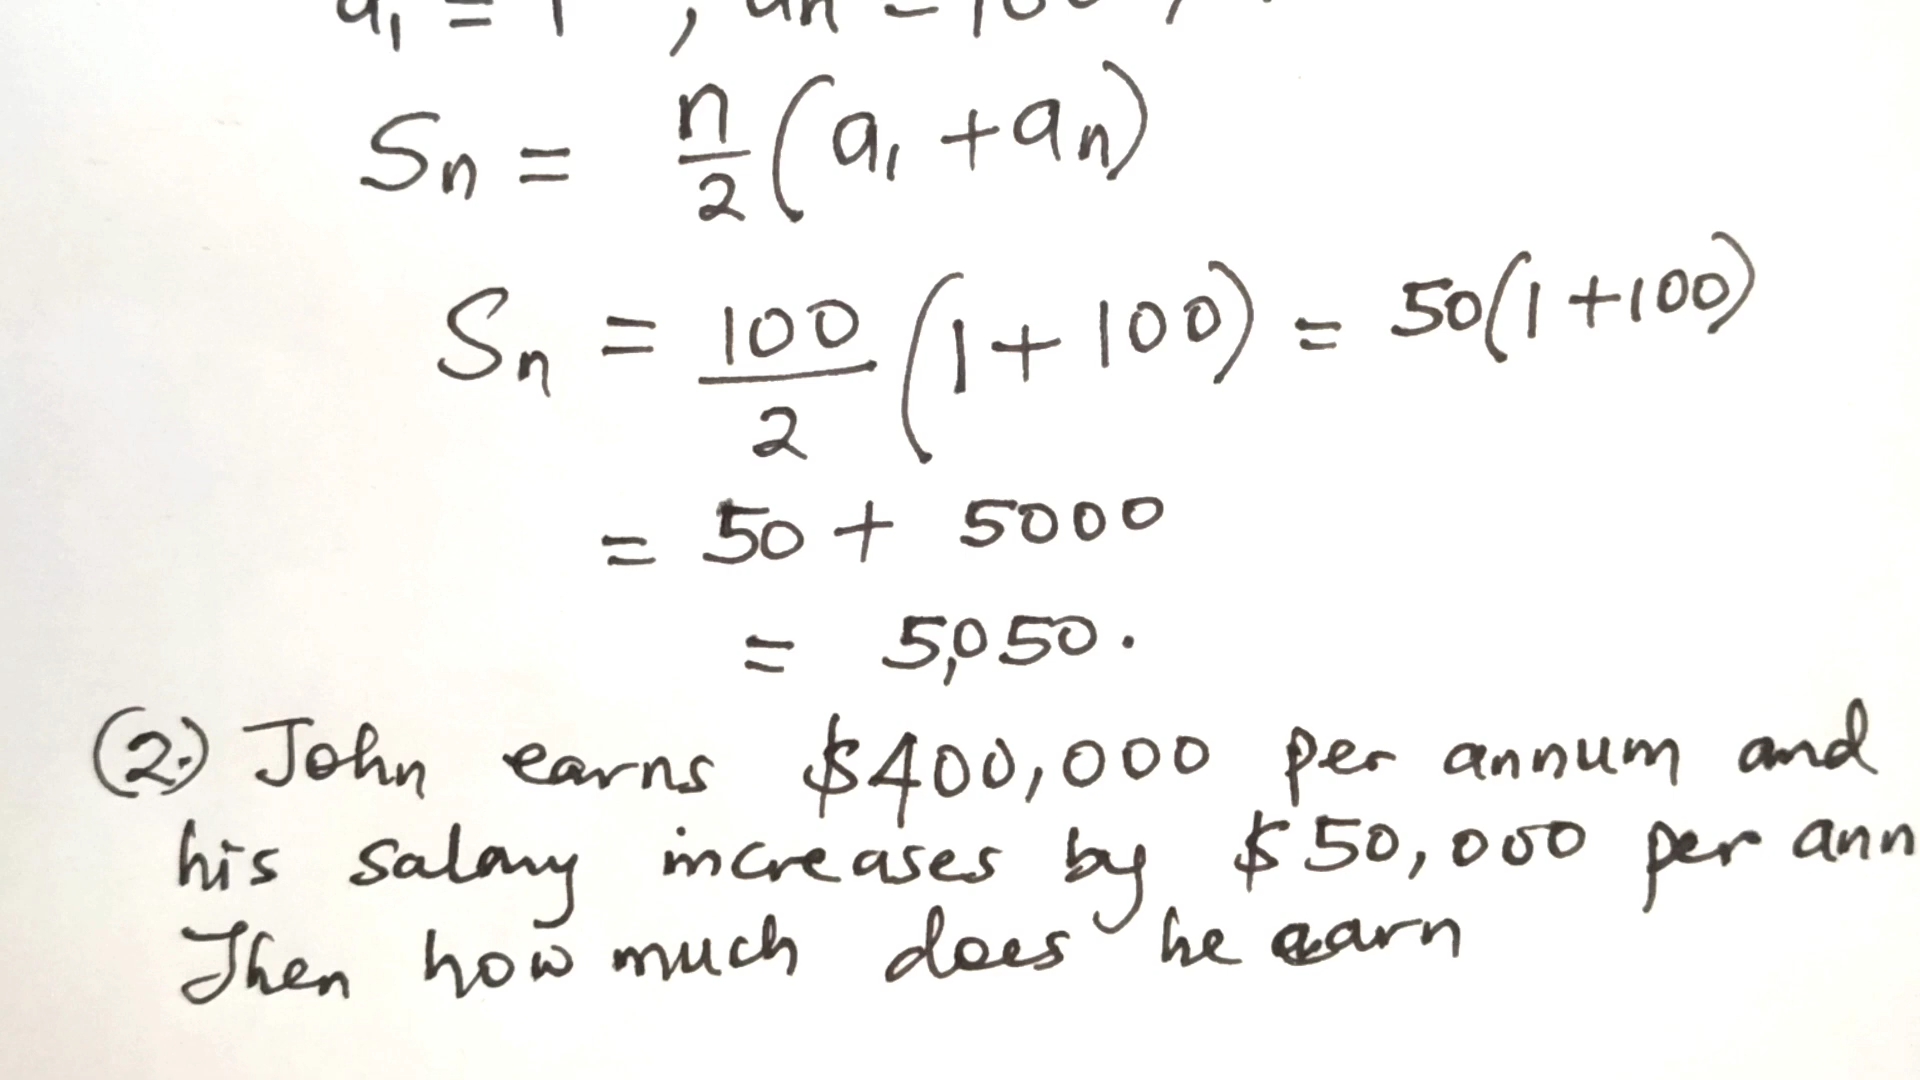 Sn = n/2 (a₁ + an)
Sn = 100/2 (1 + 100) = 50(1 + 100)
= 50 + 5000
= 5,050.
(2.) John earns $400,000 per annum and
his salary increases by $50,000 per ann
Then how much does he earn